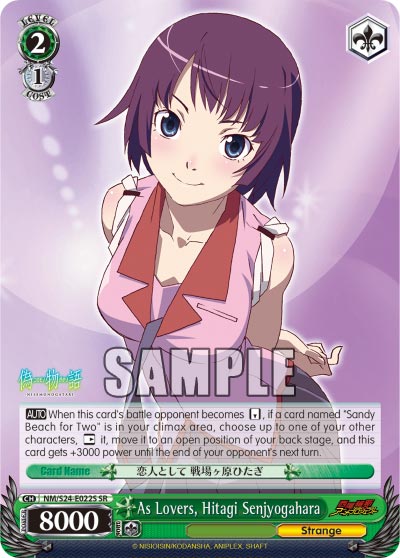 LEVEL
2
1
COST
SAMPLE
偽物語
NISEMONOGATARI
AUTO When this card's battle opponent becomes [ ], if a card named "Sandy
Beach for Two" is in your climax area, choose up to one of your other
characters, [ ] it, move it to an open position of your back stage, and this
card gets +3000 power until the end of your opponent's next turn.
Card Name 恋人として 戦場ヶ原ひたぎ
CH NM/S24-E022S SR
As Lovers, Hitagi Senjyogahara
8000
Strange
© NISIOISIN/KODANSHA, ANIPLEX, SHAFT